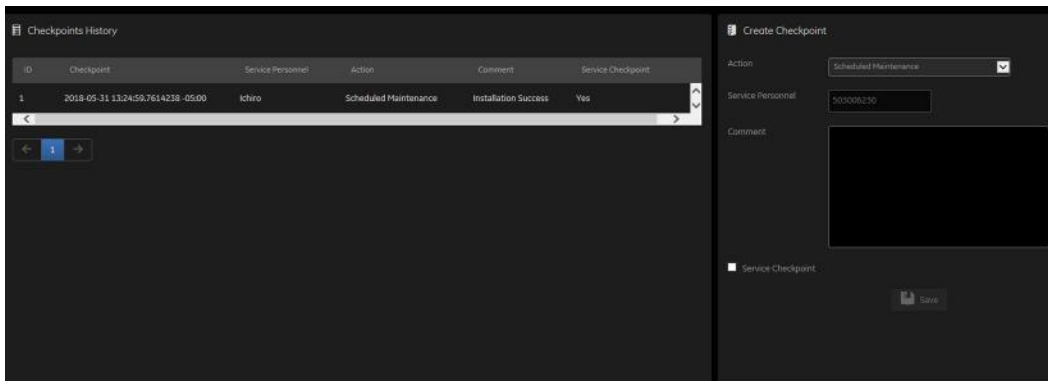 Checkpoints History
ID Checkpoint Service Personnel Action Comment Service Checkpoint
1 2018-05-31 13:24:59.7614238 -05:00 Ichiro Scheduled Maintenance Installation Success Yes
1
Create Checkpoint
Action Scheduled Maintenance
Service Personnel 503006230
Comment
Service Checkpoint
Save